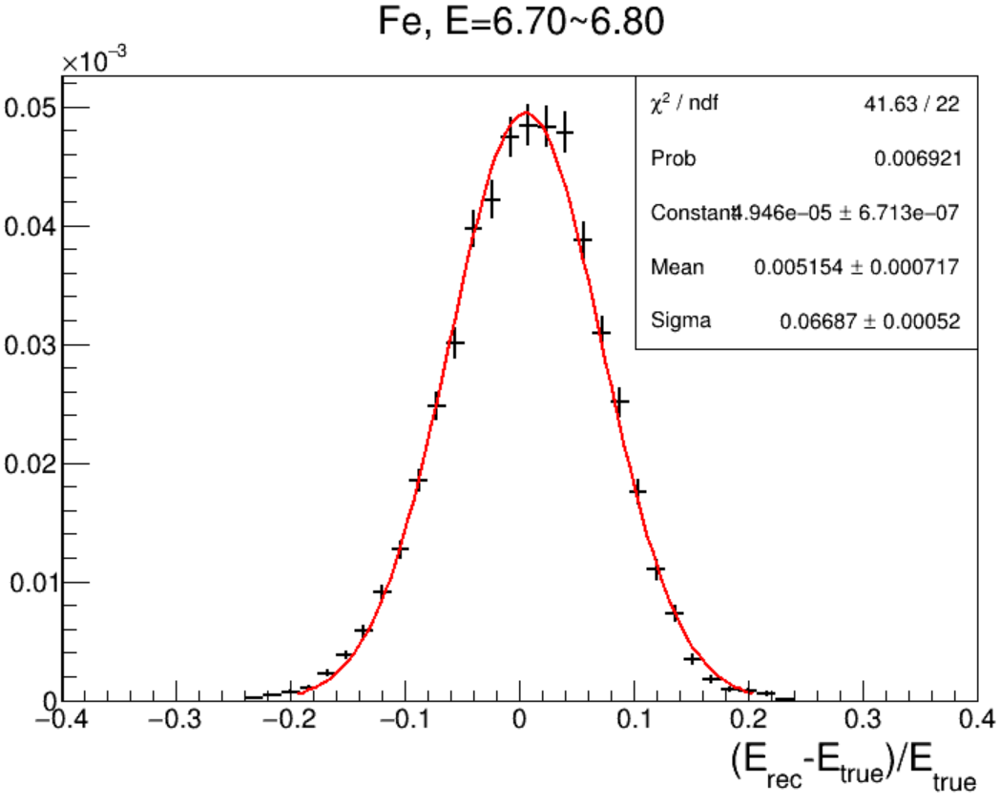 Fe, E=6.70~6.80
×10⁻³
χ² / ndf 41.63 / 22
Prob 0.006921
Constant 4.946e−05 ± 6.713e−07
Mean 0.005154 ± 0.000717
Sigma 0.06687 ± 0.00052
0.05
0.04
0.03
0.02
0.01
0
−0.4 −0.3 −0.2 −0.1 0 0.1 0.2 0.3 0.4
(E_rec-E_true)/E_true